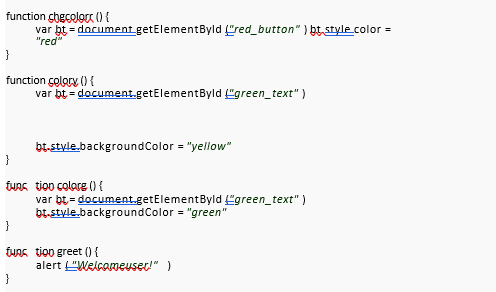 function chgcolorr () {
var bt = document.getElementById ("red_button" ) bt.style.color =
"red"
}
function colory () {
var bt = document.getElementById ("green_text" )
bt.style.backgroundColor = "yellow"
}
func tion colorg () {
var bt = document.getElementById ("green_text" )
bt.style.backgroundColor = "green"
}
func tion greet () {
alert ( "Welcomeuser!" )
}